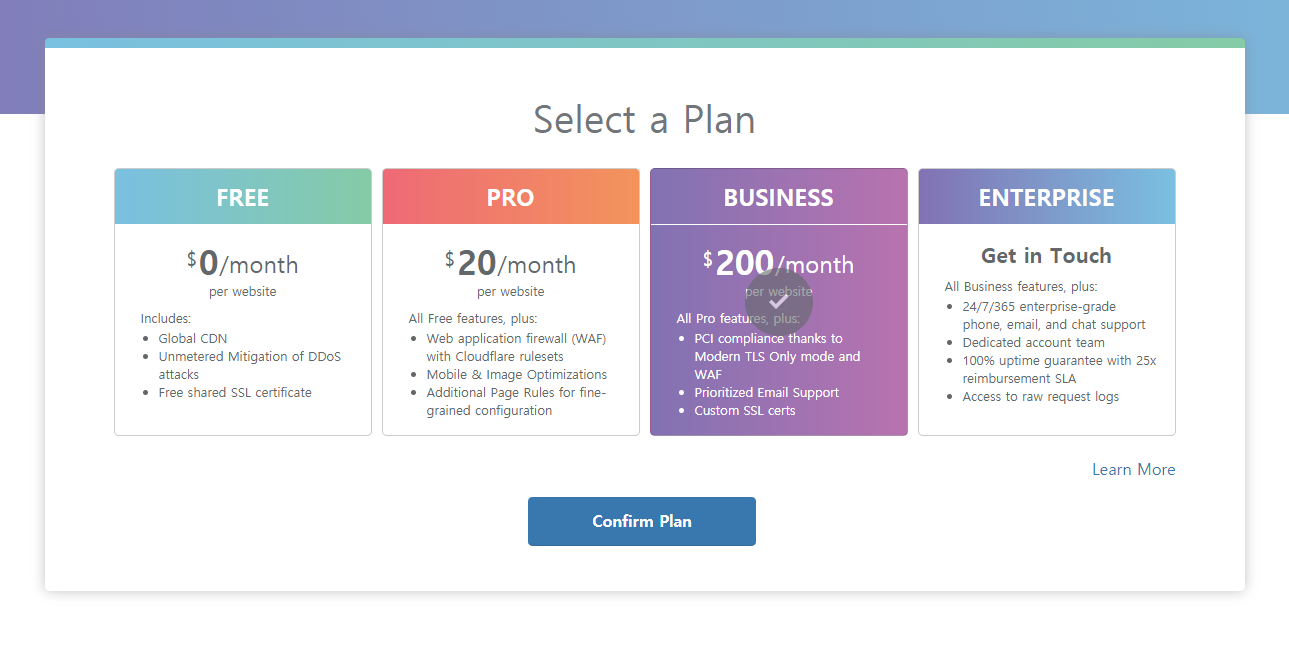 Select a Plan
FREE
$0/month
per website
Includes:
Global CDN
Unmetered Mitigation of DDoS
attacks
Free shared SSL certificate
PRO
$20/month
per website
All Free features, plus:
Web application firewall (WAF)
with Cloudflare rulesets
Mobile & Image Optimizations
Additional Page Rules for fine-
grained configuration
BUSINESS
$200/month
per website
All Pro features, plus:
PCI compliance thanks to
Modern TLS Only mode and
WAF
Prioritized Email Support
Custom SSL certs
ENTERPRISE
Get in Touch
All Business features, plus:
24/7/365 enterprise-grade
phone, email, and chat support
Dedicated account team
100% uptime guarantee with 25x
reimbursement SLA
Access to raw request logs
Learn More
Confirm Plan